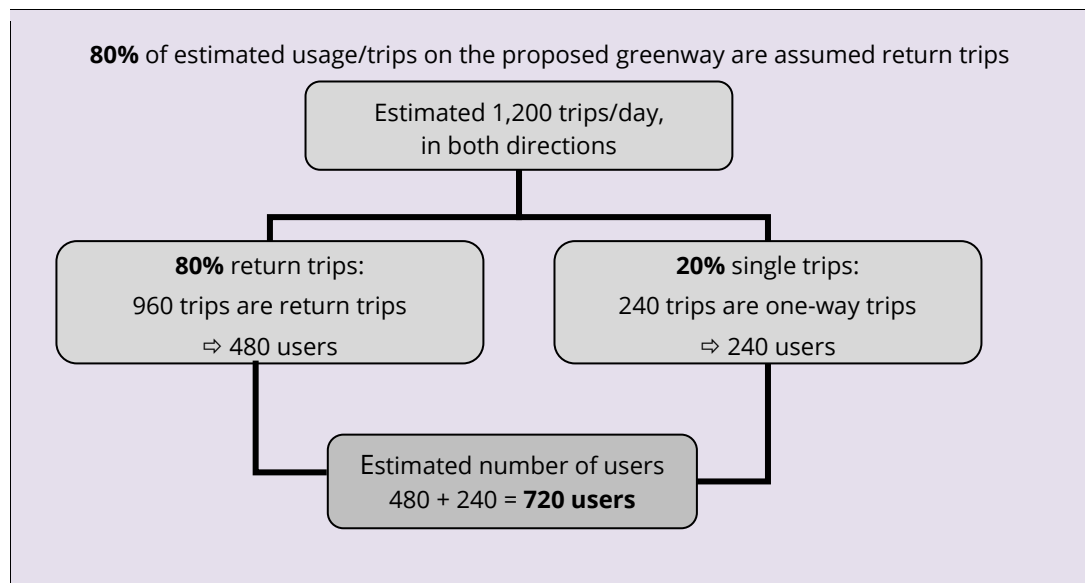 80% of estimated usage/trips on the proposed greenway are assumed return trips
Estimated 1,200 trips/day,
in both directions
80% return trips:
960 trips are return trips
⇨ 480 users
20% single trips:
240 trips are one-way trips
⇨ 240 users
Estimated number of users
480 + 240 = 720 users